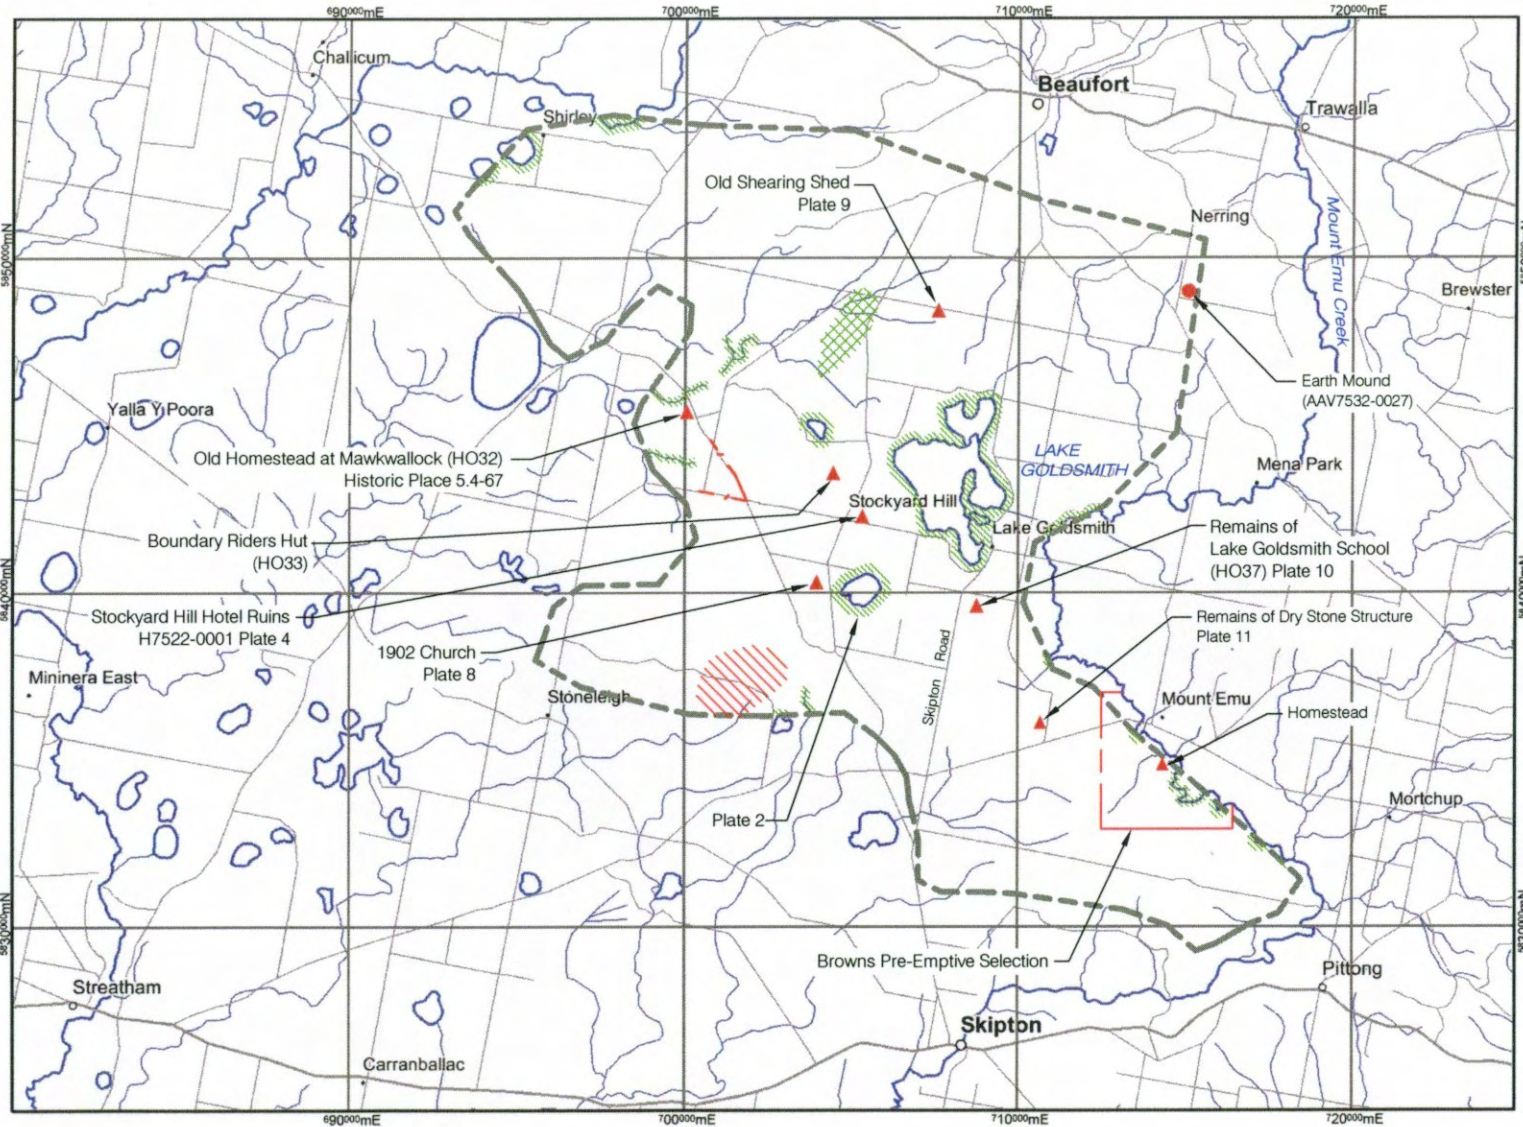 690000mE
700000mE
710000mE
720000mE
Challicum
Beaufort
Trawalla
Shirley
Old Shearing Shed
Plate 9
Nerring
Mount Emu Creek
5850000mN
Brewster
Earth Mound
(AAV7532-0027)
Yalla Y Poora
LAKE
GOLDSMITH
Old Homestead at Mawkwallock (HO32)
Historic Place 5.4-67
Mena Park
Stockyard Hill
Lake Goldsmith
Remains of
Lake Goldsmith School
(HO37) Plate 10
Boundary Riders Hut
(HO33)
5840000mN
Stockyard Hill Hotel Ruins
H7522-0001 Plate 4
Remains of Dry Stone Structure
Plate 11
1902 Church
Plate 8
Skipton Road
Mininera East
Stoneleigh
Mount Emu
Homestead
Plate 2
Mortchup
5830000mN
Browns Pre-Emptive Selection
Pittong
Streatham
Skipton
Carranballac
690000mE
700000mE
710000mE
720000mE